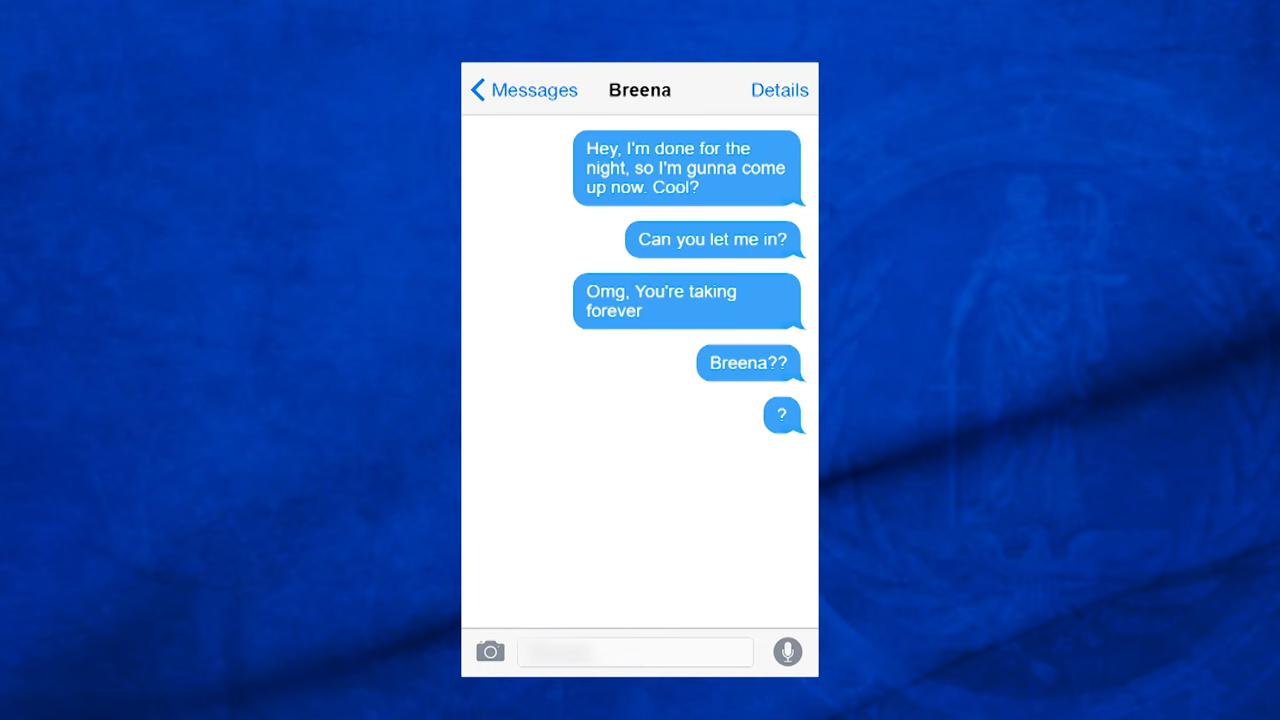 Messages Breena Details
Hey, I'm done for the
night, so I'm gunna come
up now. Cool?
Can you let me in?
Omg, You're taking
forever
Breena??
?